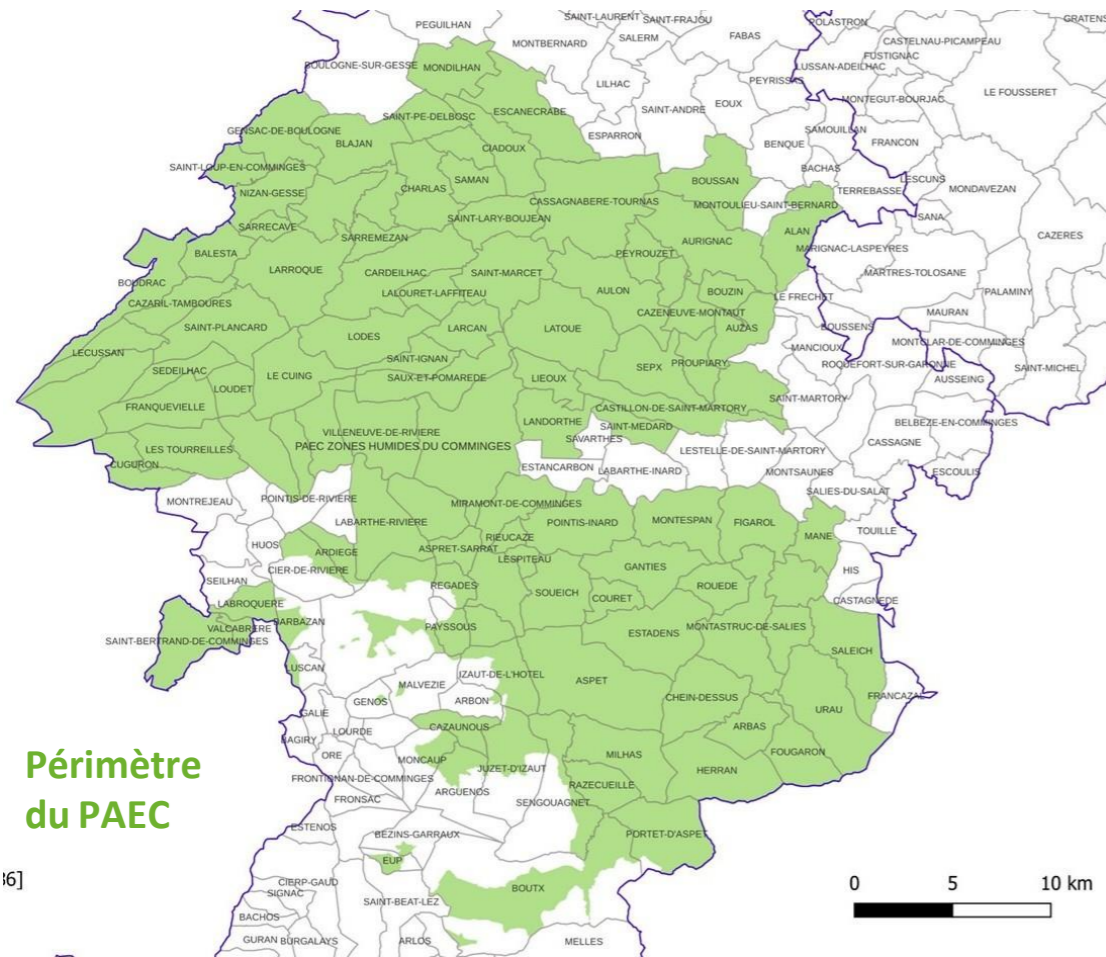 PEGUILHAN
SAINT-LAURENT
SAINT-FRAJOU
POLASTRON
GRATENS
MONTBERNARD
SALERM
FABAS
CASTELNAU-PICAMPEAU
FUSTIGNAC
BOULOGNE-SUR-GESSE
MONDILHAN
LUSSAN-ADEILHAC
LILHAC
PEYRISSAS
LE FOUSSERET
SAINT-ANDRE
EOUX
MONTEGUT-BOURJAC
ESCANECRABE
SAINT-PE-DELBOSC
GENSAC-DE-BOULOGNE
SAMOUILLAN
ESPARRON
BLAJAN
BENQUE
FRANCON
CIADOUX
SAINT-LOUP-EN-COMMINGES
BACHAS
SAMAN
BOUSSAN
LESCUNS
CHARLAS
NIZAN-GESSE
TERREBASSE
MONDAVEZAN
CASSAGNABERE-TOURNAS
MONTOULIEU-SAINT-BERNARD
SAINT-LARY-BOUJEAN
SANA
SARRECAVE
ALAN
SARREMEZAN
AURIGNAC
CAZERES
MARIGNAC-LASPEYRES
BALESTA
PEYROUZET
LARROQUE
CARDEILHAC
SAINT-MARCET
MARTRES-TOLOSANE
BOUDRAC
AULON
BOUZIN
PALAMINY
LALOURET-LAFFITEAU
LE FRECHET
CAZARIL-TAMBOURES
CAZENEUVE-MONTAUT
MAURAN
SAINT-PLANCARD
LARCAN
LATOUE
AUZAS
BOUSSENS
LODES
MONTCLAR-DE-COMMINGES
MANCIOUX
LECUSSAN
SAINT-IGNAN
PROUPIARY
ROQUEFORT-SUR-GARONNE
SEDEILHAC
SEPX
SAINT-MICHEL
LE CUING
SAUX-ET-POMAREDE
LIEOUX
AUSSEING
LOUDET
SAINT-MARTORY
FRANQUEVIELLE
CASTILLON-DE-SAINT-MARTORY
LANDORTHE
BELBEZE-EN-COMMINGES
SAINT-MEDARD
VILLENEUVE-DE-RIVIERE
SAVARTHES
CASSAGNE
PAEC ZONES HUMIDES DU COMMINGES
LES TOURREILLES
LESTELLE-DE-SAINT-MARTORY
CUGURON
ESTANCARBON
LABARTHE-INARD
MONTSAUNES
ESCOULIS
SALIES-DU-SALAT
MONTREJEAU
POINTIS-DE-RIVIERE
MIRAMONT-DE-COMMINGES
LABARTHE-RIVIERE
POINTIS-INARD
MONTESPAN
FIGAROL
TOUILLE
MANE
RIEUCAZE
HUOS
ARDIEGE
ASPRET-SARRAT
LESPITEAU
CIER-DE-RIVIERE
GANTIES
HIS
SEILHAN
REGADES
SOUEICH
COURET
ROUEDE
CASTAGNEDE
LABROQUERE
BARBAZAN
PAYSSOUS
VALCABRERE
MONTASTRUC-DE-SALIES
ESTADENS
SAINT-BERTRAND-DE-COMMINGES
SALEICH
LUSCAN
IZAUT-DE-L'HOTEL
ASPET
MALVEZIE
FRANCAZAL
CHEIN-DESSUS
GENOS
ARBON
URAU
GALIE
CAZAUNOUS
ARBAS
LOURDE
BAGIRY
FOUGARON
ORE
MILHAS
MONCAUP
JUZET-D'IZAUT
HERRAN
FRONTIGNAN-DE-COMMINGES
RAZECUEILLE
ARGUENOS
FRONSAC
SENGOUAGNET
ESTENOS
BEZINS-GARRAUX
PORTET-D'ASPET
EUP
CIERP-GAUD
BOUTX
SIGNAC
SAINT-BEAT-LEZ
BACHOS
GURAN
BURGALAYS
ARLOS
MELLES
Périmètre
du PAEC
36]
0 5 10 km